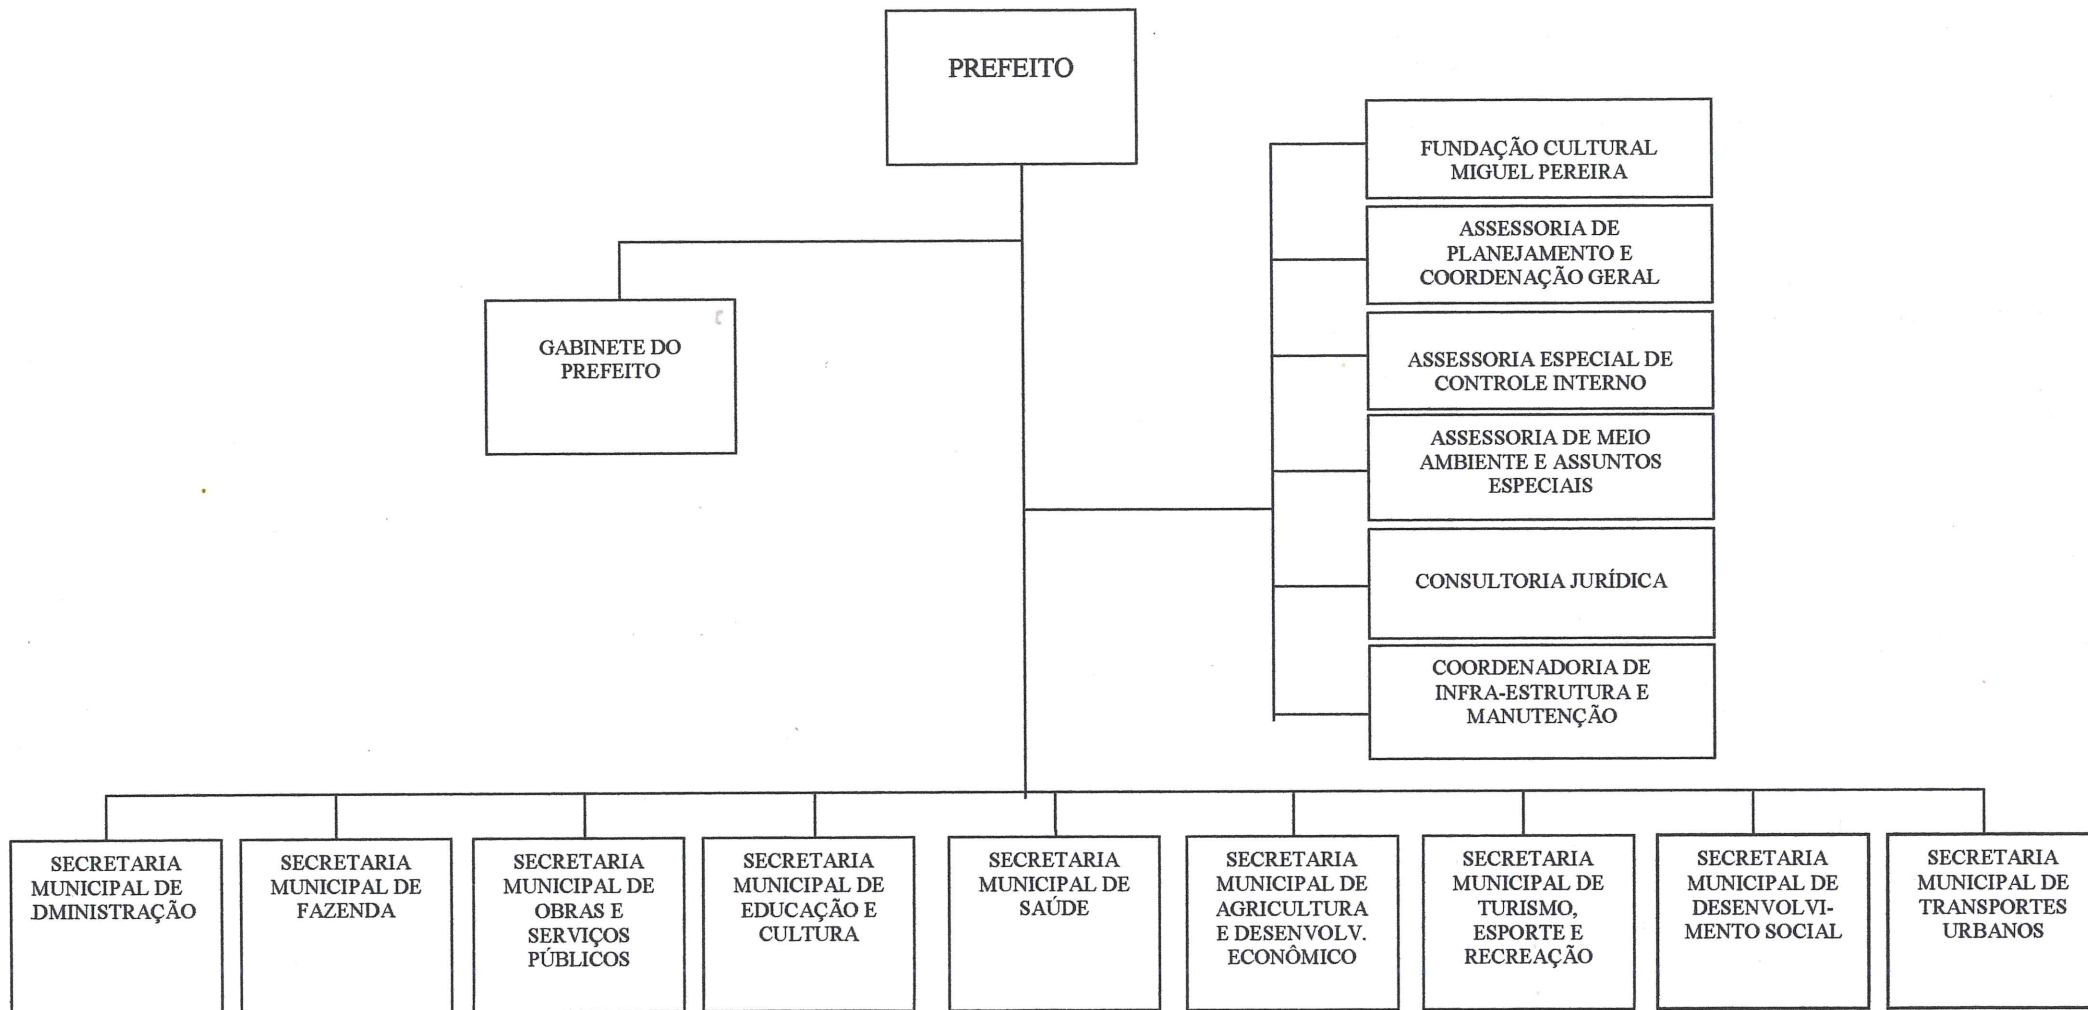 PREFEITO
FUNDAÇÃO CULTURAL
MIGUEL PEREIRA
ASSESSORIA DE
PLANEJAMENTO E
COORDENAÇÃO GERAL
GABINETE DO
PREFEITO
ASSESSORIA ESPECIAL DE
CONTROLE INTERNO
ASSESSORIA DE MEIO
AMBIENTE E ASSUNTOS
ESPECIAIS
CONSULTORIA JURÍDICA
COORDENADORIA DE
INFRA-ESTRUTURA E
MANUTENÇÃO
SECRETARIA
MUNICIPAL DE
DMINISTRAÇÃO
SECRETARIA
MUNICIPAL DE
FAZENDA
SECRETARIA
MUNICIPAL DE
OBRAS E
SERVIÇOS
PÚBLICOS
SECRETARIA
MUNICIPAL DE
EDUCAÇÃO E
CULTURA
SECRETARIA
MUNICIPAL DE
SAÚDE
SECRETARIA
MUNICIPAL DE
AGRICULTURA
E DESENVOLV.
ECONÔMICO
SECRETARIA
MUNICIPAL DE
TURISMO,
ESPORTE E
RECREAÇÃO
SECRETARIA
MUNICIPAL DE
DESENVOLVI-
MENTO SOCIAL
SECRETARIA
MUNICIPAL DE
TRANSPORTES
URBANOS